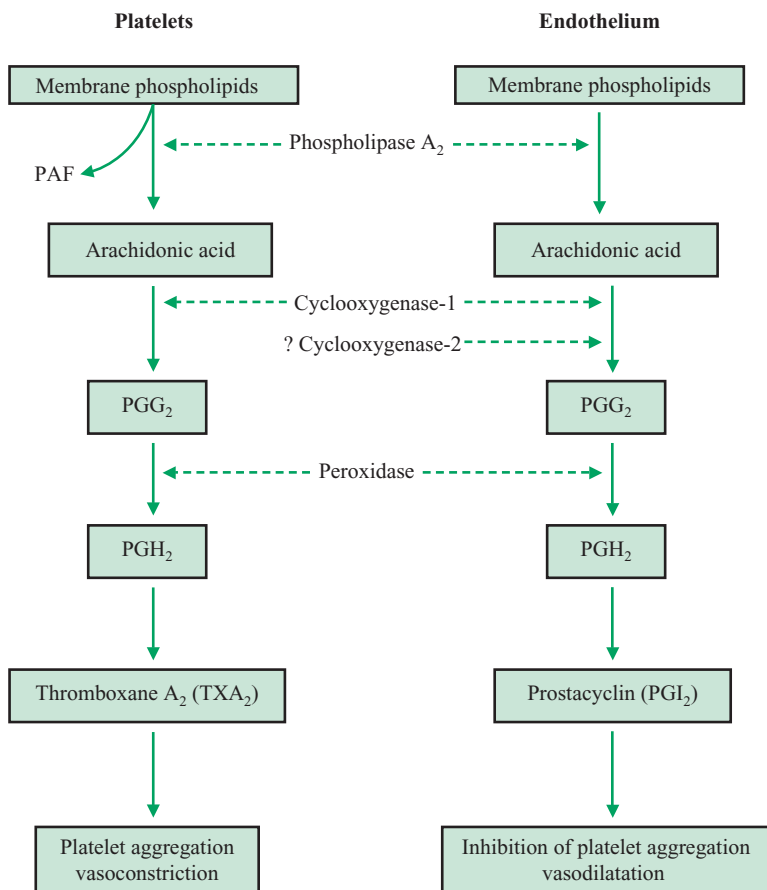 Platelets
Endothelium
Membrane phospholipids
Membrane phospholipids
Phospholipase A₂
PAF
Arachidonic acid
Arachidonic acid
Cyclooxygenase-1
? Cyclooxygenase-2
PGG₂
PGG₂
Peroxidase
PGH₂
PGH₂
Thromboxane A₂ (TXA₂)
Prostacyclin (PGI₂)
Platelet aggregation
vasoconstriction
Inhibition of platelet aggregation
vasodilatation